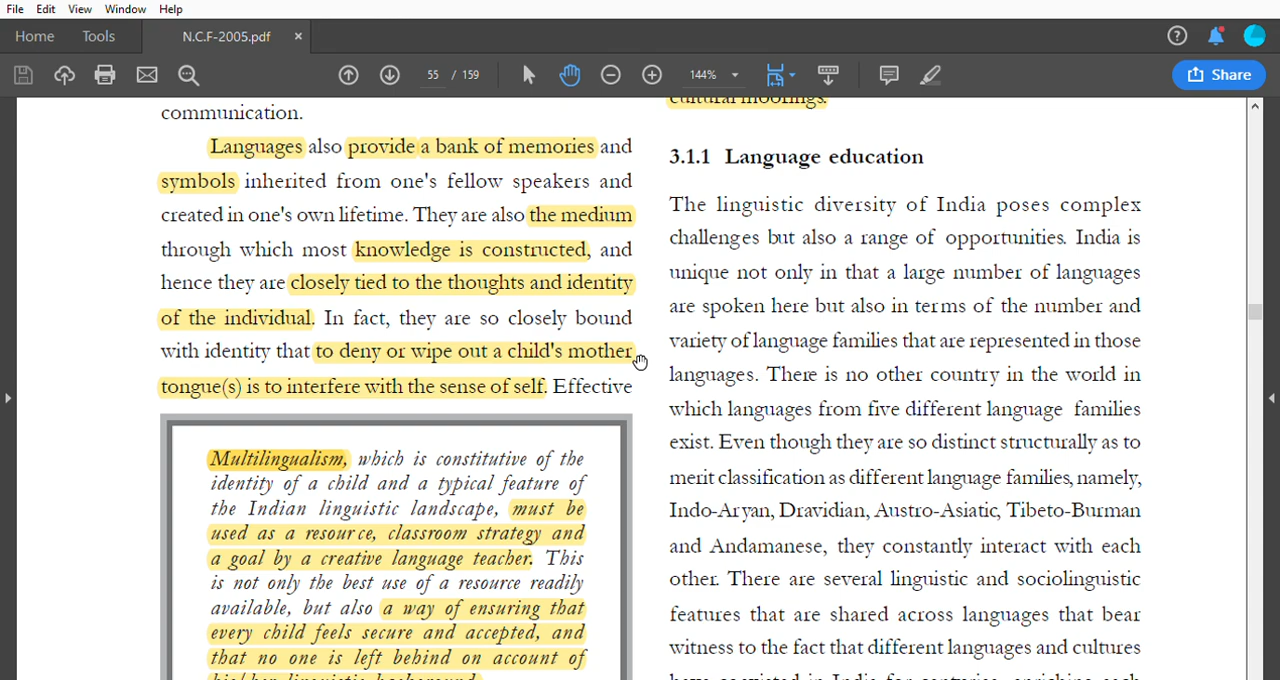 File Edit View Window Help
Home Tools N.C.F-2005.pdf ×
55 / 159 144% Share
communication.
Languages also provide a bank of memories and
symbols inherited from one's fellow speakers and
created in one's own lifetime. They are also the medium
through which most knowledge is constructed, and
hence they are closely tied to the thoughts and identity
of the individual. In fact, they are so closely bound
with identity that to deny or wipe out a child's mother
tongue(s) is to interfere with the sense of self. Effective
Multilingualism, which is constitutive of the
identity of a child and a typical feature of
the Indian linguistic landscape, must be
used as a resource, classroom strategy and
a goal by a creative language teacher. This
is not only the best use of a resource readily
available, but also a way of ensuring that
every child feels secure and accepted, and
that no one is left behind on account of
his/her linguistic background.
cultural moorings.
3.1.1 Language education
The linguistic diversity of India poses complex
challenges but also a range of opportunities. India is
unique not only in that a large number of languages
are spoken here but also in terms of the number and
variety of language families that are represented in those
languages. There is no other country in the world in
which languages from five different language families
exist. Even though they are so distinct structurally as to
merit classification as different language families, namely,
Indo-Aryan, Dravidian, Austro-Asiatic, Tibeto-Burman
and Andamanese, they constantly interact with each
other. There are several linguistic and sociolinguistic
features that are shared across languages that bear
witness to the fact that different languages and cultures
have coexisted in India for centuries, enriching each